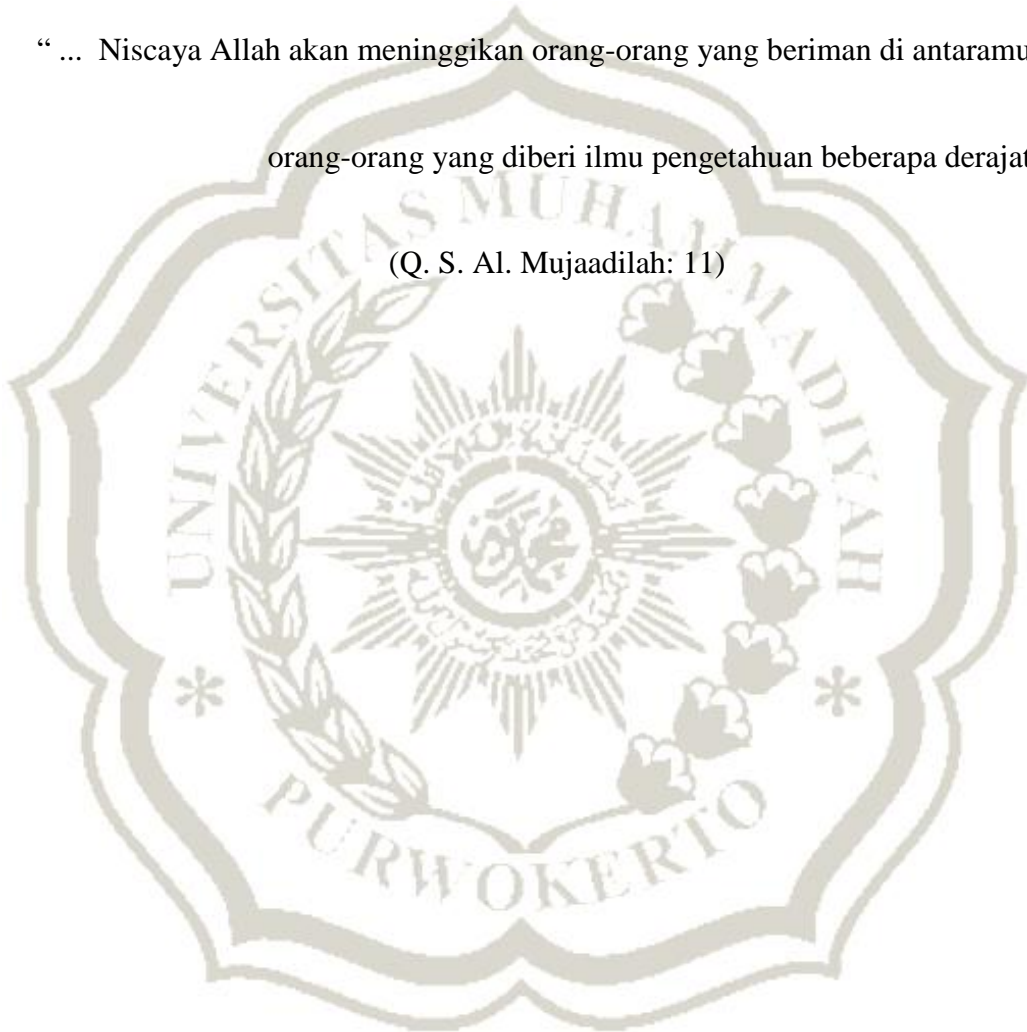 “ ... Niscaya Allah akan meninggikan orang-orang yang beriman di antaramu
orang-orang yang diberi ilmu pengetahuan beberapa derajat
(Q. S. Al. Mujaadilah: 11)
UNIVERSITAS MUHAMMADIYAH
PURWOKERTO